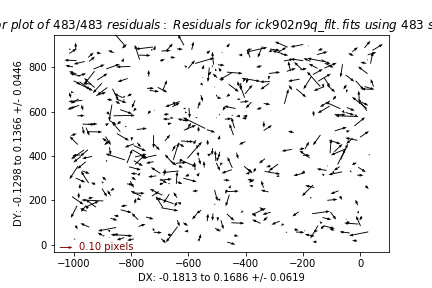 r plot of 483/483 residuals: Residuals for ick902n9q_flt.fits using 483 s
DY: -0.1298 to 0.1366 +/- 0.0446
800
600
400
200
0
0.10 pixels
−1000 −800 −600 −400 −200 0
DX: -0.1813 to 0.1686 +/- 0.0619